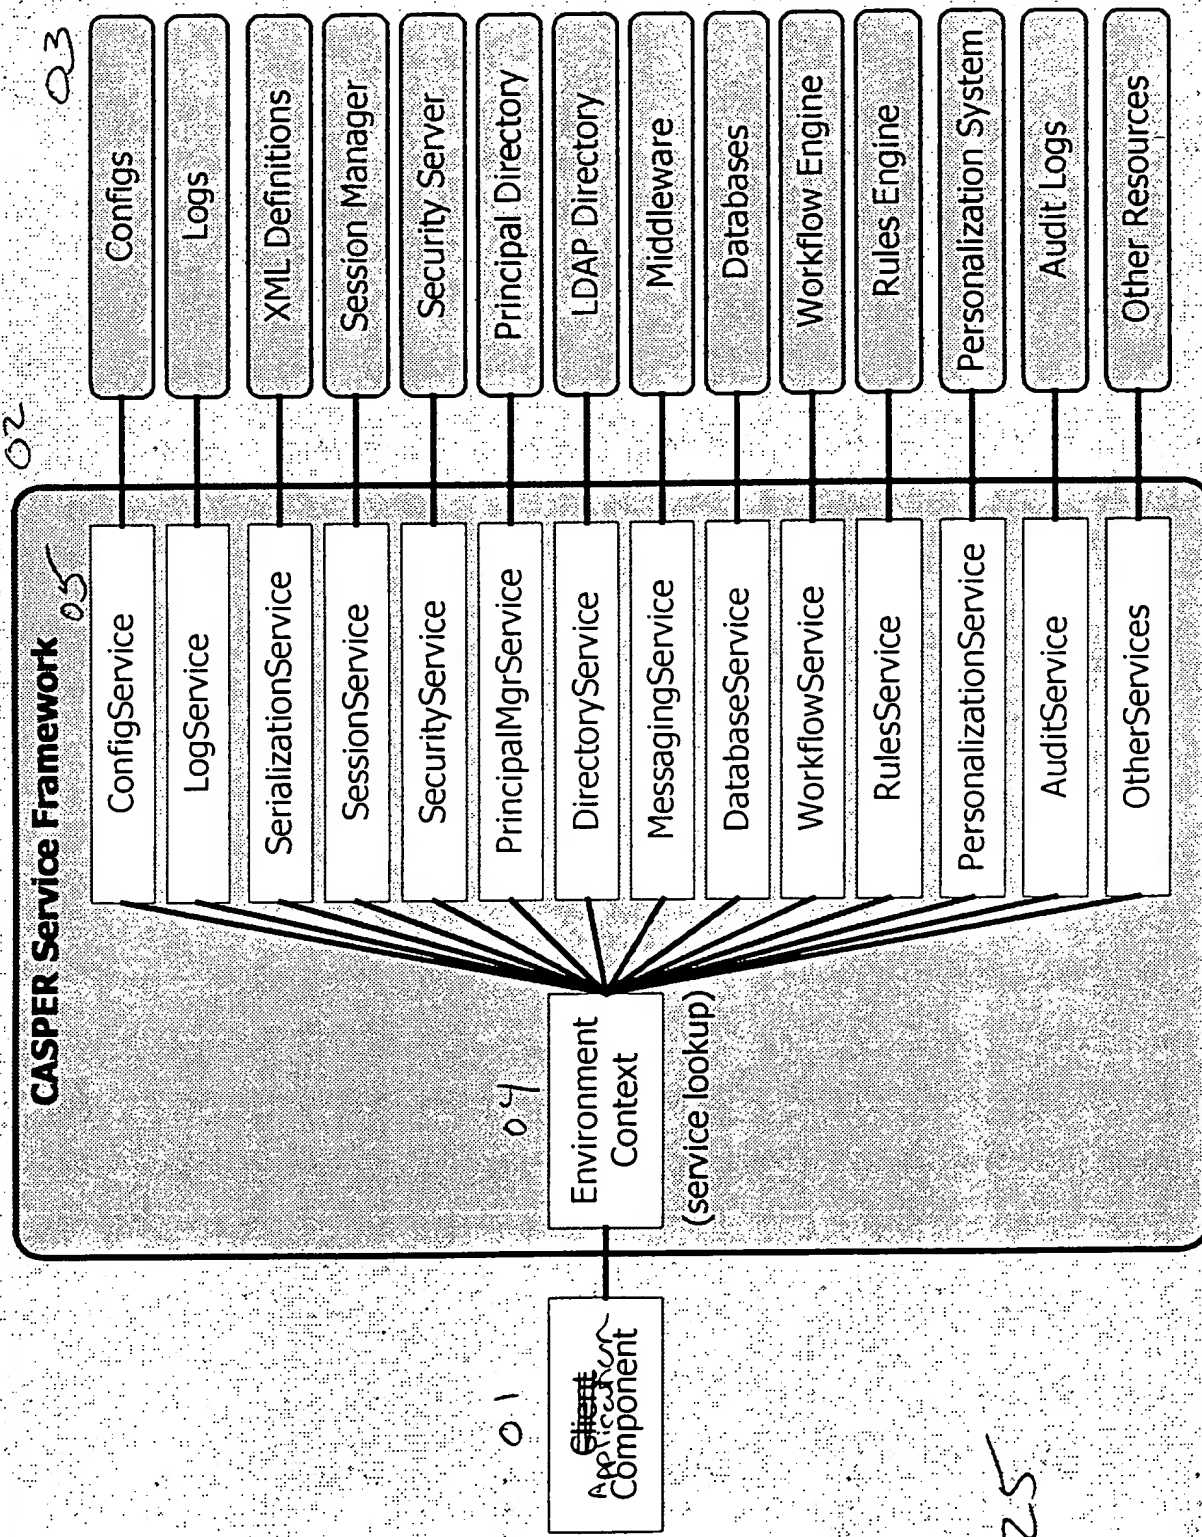 CASPER Service Framework
02
03
05
ConfigService
Configs
LogService
Logs
SerializationService
XML Definitions
SessionService
Session Manager
SecurityService
Security Server
PrincipalMgrService
Principal Directory
DirectoryService
LDAP Directory
MessagingService
Middleware
DatabaseService
Databases
WorkflowService
Workflow Engine
RulesService
Rules Engine
PersonalizationService
Personalization System
AuditService
Audit Logs
OtherServices
Other Resources
04
Environment
Context
(service lookup)
01
Client
Application
Component
25